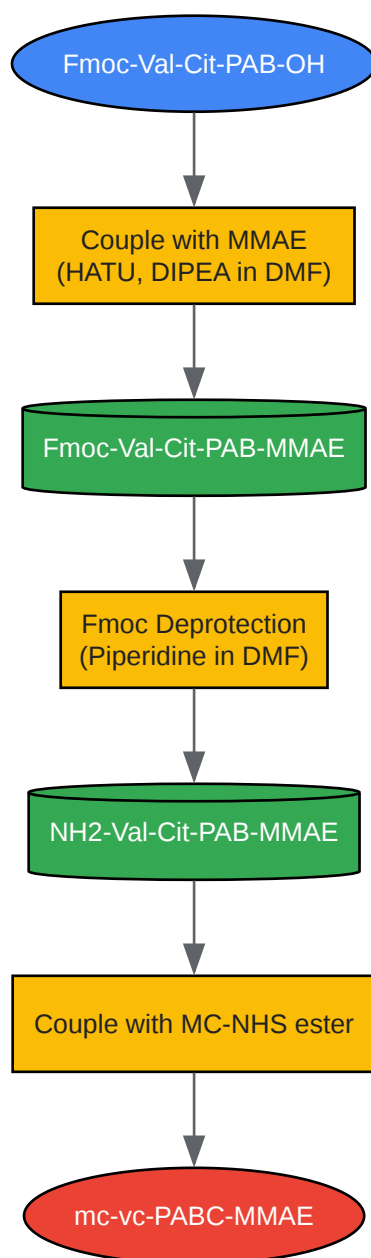 Fmoc-Val-Cit-PAB-OH
Couple with MMAE
(HATU, DIPEA in DMF)
Fmoc-Val-Cit-PAB-MMAE
Fmoc Deprotection
(Piperidine in DMF)
NH2-Val-Cit-PAB-MMAE
Couple with MC-NHS ester
mc-vc-PABC-MMAE